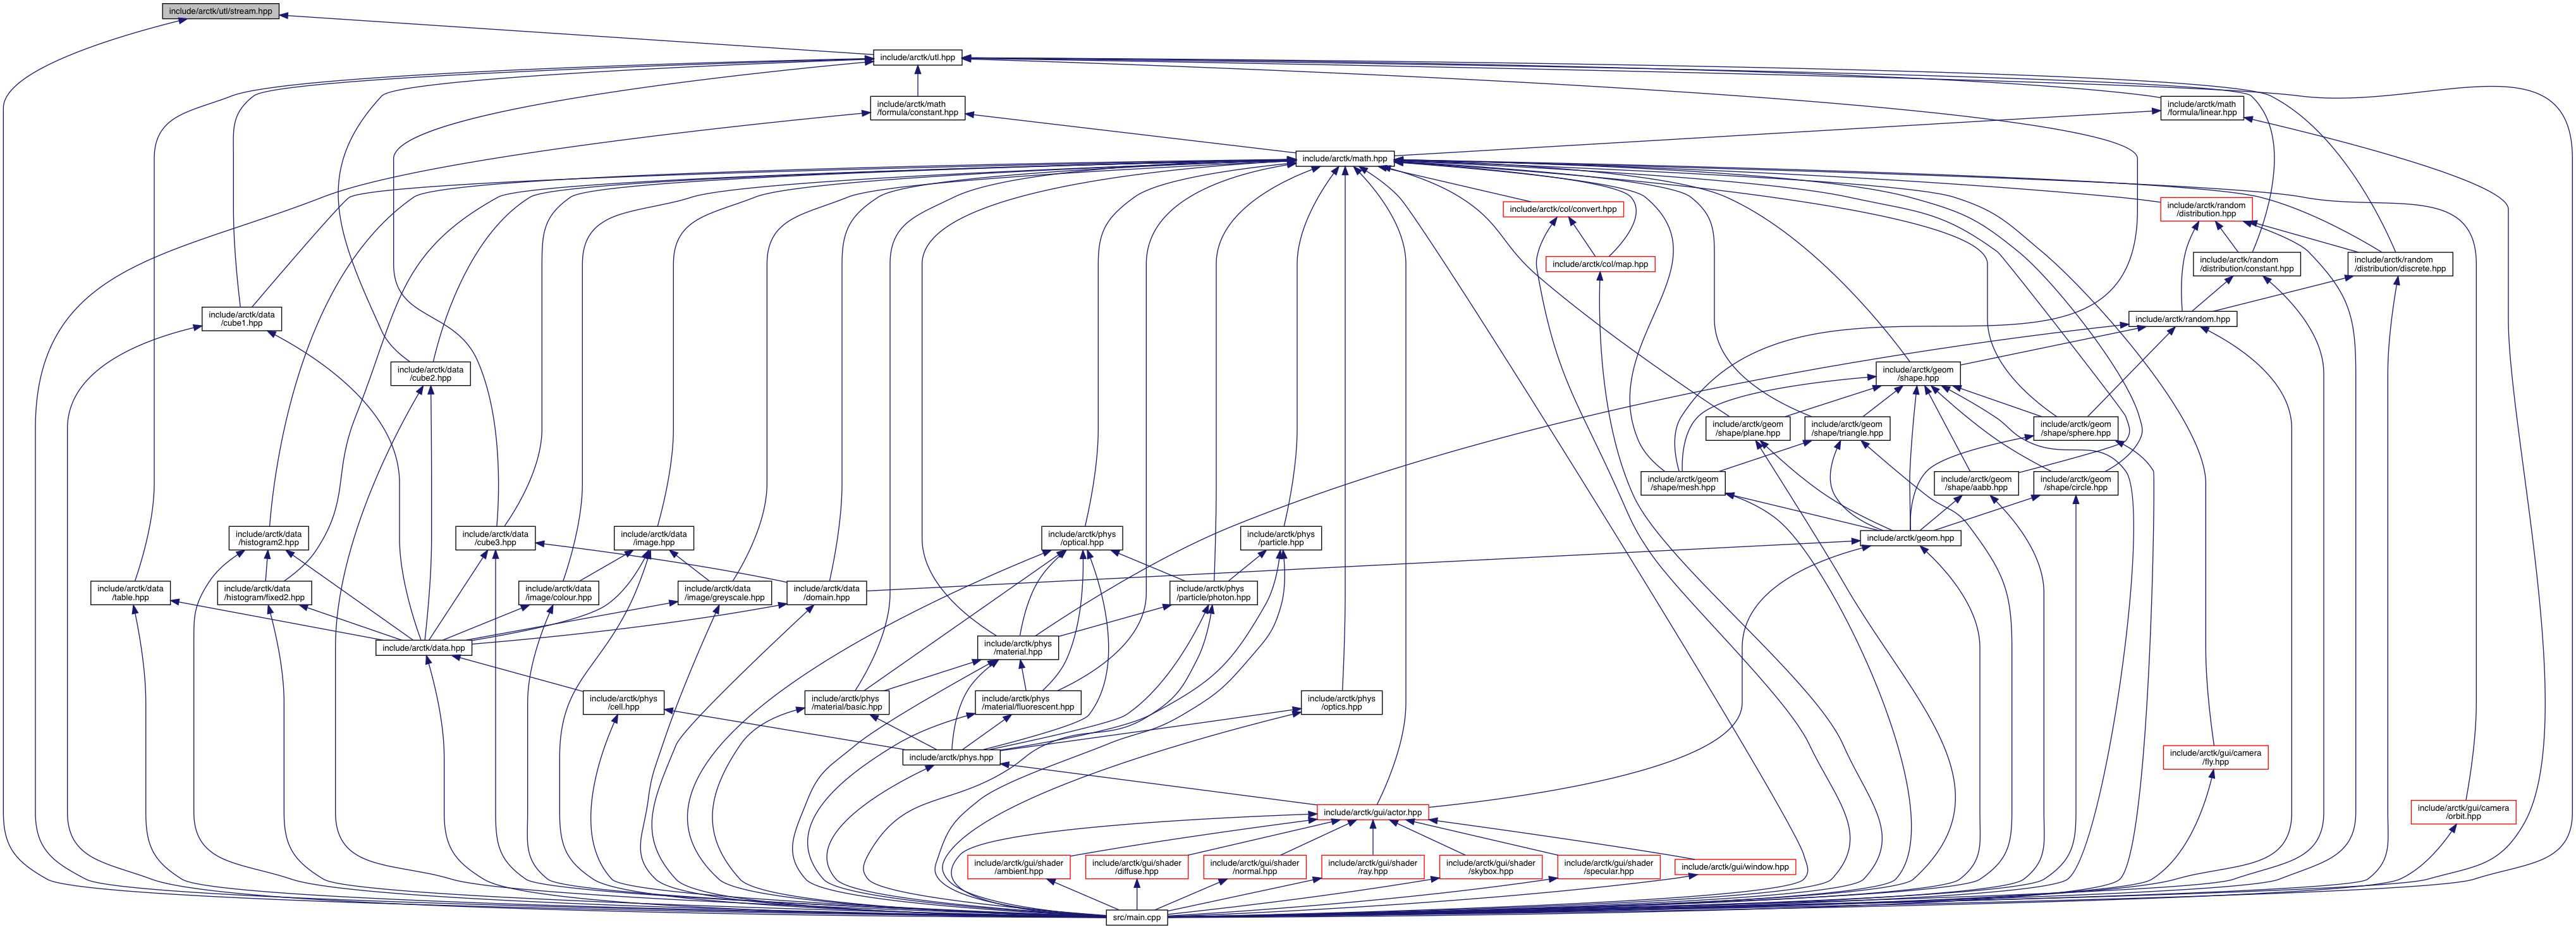 include/arctk/utl/stream.hpp
include/arctk/utl.hpp
include/arctk/math
/formula/constant.hpp
include/arctk/math
/formula/linear.hpp
include/arctk/math.hpp
include/arctk/col/convert.hpp
include/arctk/random
/distribution.hpp
include/arctk/col/map.hpp
include/arctk/random
/distribution/constant.hpp
include/arctk/random
/distribution/discrete.hpp
include/arctk/data
/cube1.hpp
include/arctk/random.hpp
include/arctk/data
/cube2.hpp
include/arctk/geom
/shape.hpp
include/arctk/geom
/shape/plane.hpp
include/arctk/geom
/shape/triangle.hpp
include/arctk/geom
/shape/sphere.hpp
include/arctk/geom
/shape/mesh.hpp
include/arctk/geom
/shape/aabb.hpp
include/arctk/geom
/shape/circle.hpp
include/arctk/data
/histogram2.hpp
include/arctk/data
/cube3.hpp
include/arctk/data
/image.hpp
include/arctk/phys
/optical.hpp
include/arctk/phys
/particle.hpp
include/arctk/geom.hpp
include/arctk/data
/table.hpp
include/arctk/data
/histogram/fixed2.hpp
include/arctk/data
/image/colour.hpp
include/arctk/data
/image/greyscale.hpp
include/arctk/data
/domain.hpp
include/arctk/phys
/particle/photon.hpp
include/arctk/data.hpp
include/arctk/phys
/material.hpp
include/arctk/phys
/cell.hpp
include/arctk/phys
/material/basic.hpp
include/arctk/phys
/material/fluorescent.hpp
include/arctk/phys
/optics.hpp
include/arctk/phys.hpp
include/arctk/gui/camera
/fly.hpp
include/arctk/gui/actor.hpp
include/arctk/gui/camera
/orbit.hpp
include/arctk/gui/shader
/ambient.hpp
include/arctk/gui/shader
/diffuse.hpp
include/arctk/gui/shader
/normal.hpp
include/arctk/gui/shader
/ray.hpp
include/arctk/gui/shader
/skybox.hpp
include/arctk/gui/shader
/specular.hpp
include/arctk/gui/window.hpp
src/main.cpp